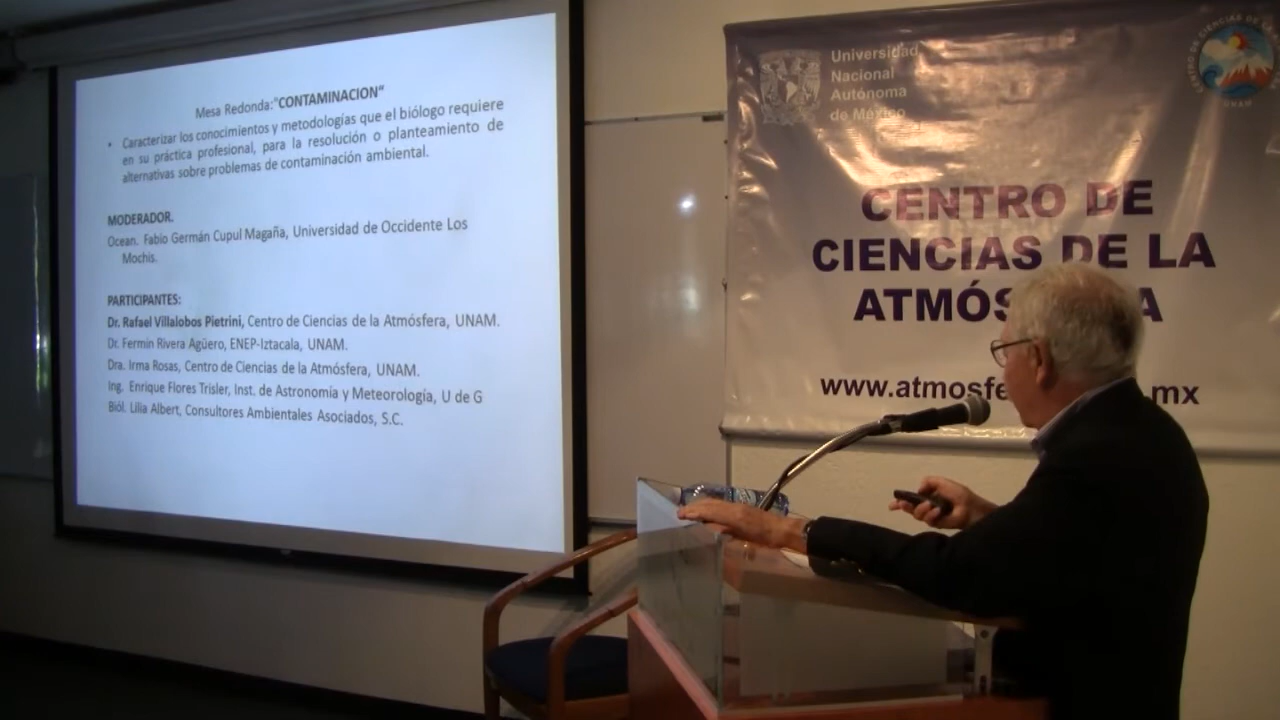 Mesa Redonda:"CONTAMINACION"
• Caracterizar los conocimientos y metodologías que el biólogo requiere
en su práctica profesional, para la resolución o planteamiento de
alternativas sobre problemas de contaminación ambiental.
MODERADOR.
Ocean. Fabio Germán Cupul Magaña, Universidad de Occidente Los
Mochis.
PARTICIPANTES:
Dr. Rafael Villalobos Pietrini, Centro de Ciencias de la Atmósfera, UNAM.
Dr. Fermín Rivera Agüero, ENEP-Iztacala, UNAM.
Dra. Irma Rosas, Centro de Ciencias de la Atmósfera, UNAM.
Ing. Enrique Flores Trisler, Inst. de Astronomía y Meteorología, U de G
Biól. Lilia Albert, Consultores Ambientales Asociados, S.C.
Universidad
Nacional
Autónoma
de México
CENTRO DE
CIENCIAS DE LA
ATMÓS A
www.atmosfe .mx
UNAM